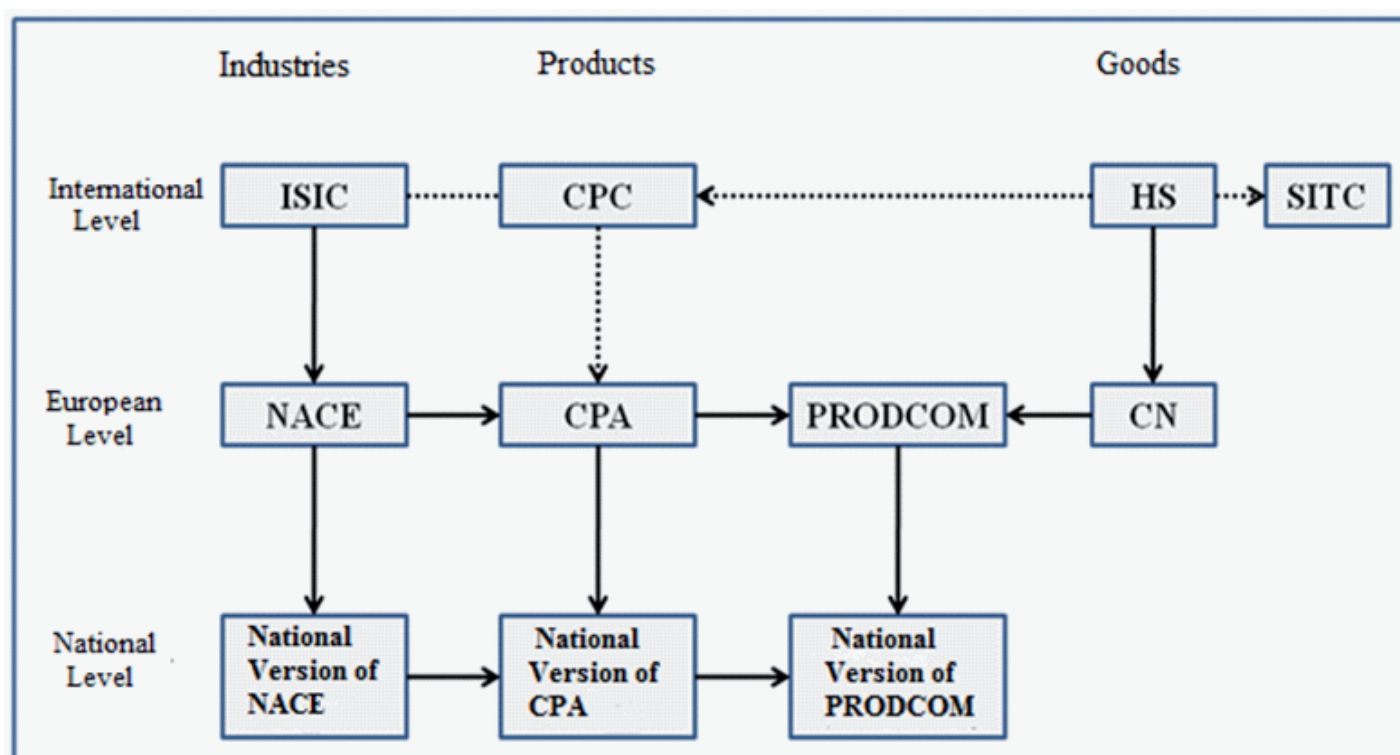 Industries
Products
Goods
International
Level
ISIC
CPC
HS
SITC
European
Level
NACE
CPA
PRODCOM
CN
National
Level
National
Version of
NACE
National
Version of
CPA
National
Version of
PRODCOM